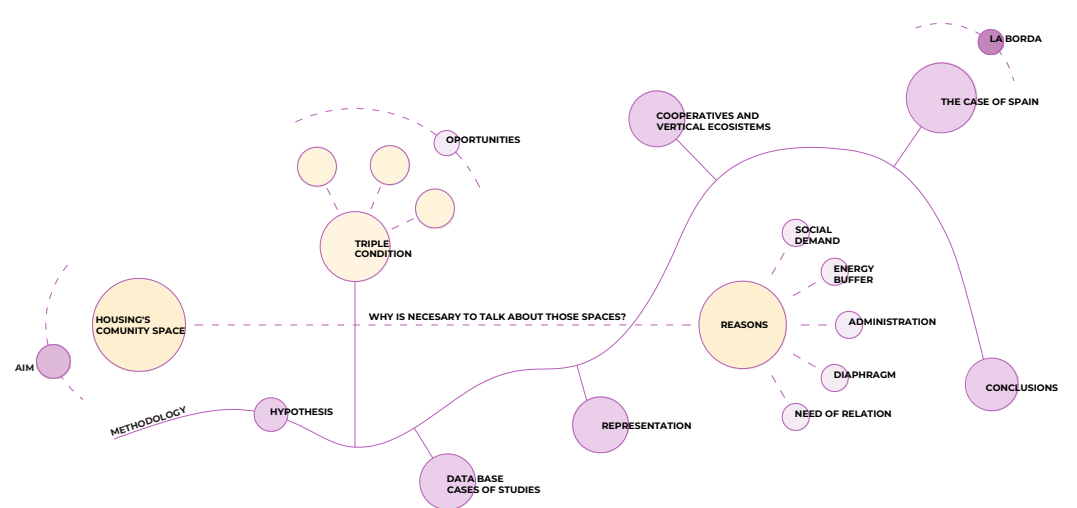 LA BORDA
THE CASE OF SPAIN
COOPERATIVES AND
VERTICAL ECOSISTEMS
OPORTUNITIES
TRIPLE
CONDITION
SOCIAL
DEMAND
ENERGY
BUFFER
HOUSING'S
COMUNITY SPACE
WHY IS NECESARY TO TALK ABOUT THOSE SPACES?
REASONS
ADMINISTRATION
AIM
DIAPHRAGM
CONCLUSIONS
METHODOLOGY
HYPOTHESIS
NEED OF RELATION
REPRESENTATION
DATA BASE
CASES OF STUDIES